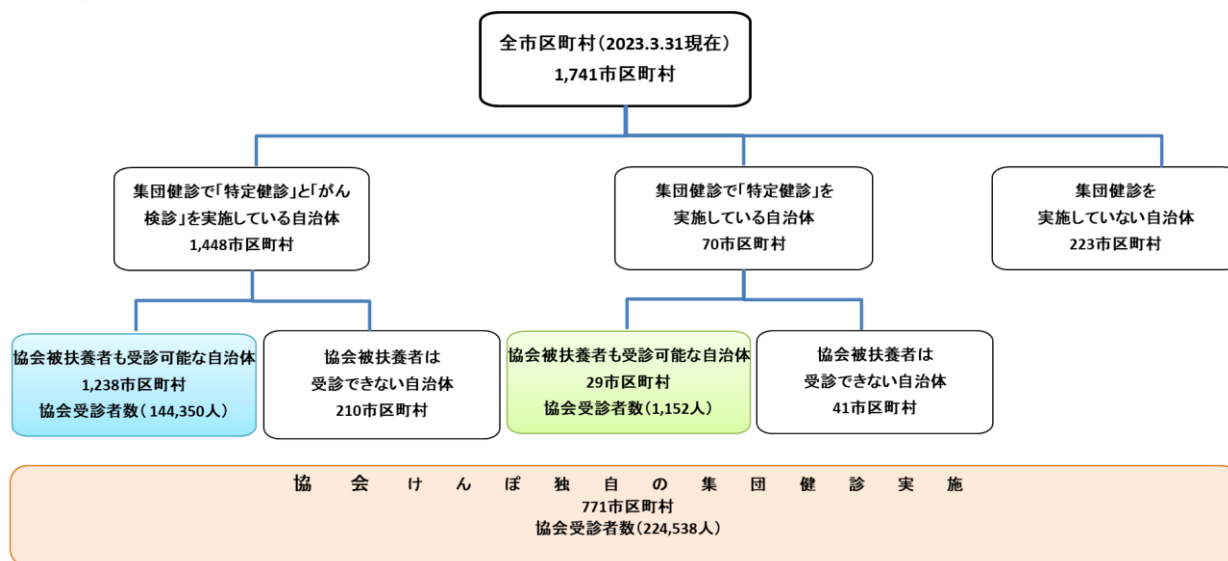 全市区町村(2023.3.31現在)
1,741市区町村
集団健診で「特定健診」と「がん
検診」を実施している自治体
1,448市区町村
集団健診で「特定健診」を
実施している自治体
70市区町村
集団健診を
実施していない自治体
223市区町村
協会被扶養者も受診可能な自治体
1,238市区町村
協会受診者数(144,350人)
協会被扶養者は
受診できない自治体
210市区町村
協会被扶養者も受診可能な自治体
29市区町村
協会受診者数(1,152人)
協会被扶養者は
受診できない自治体
41市区町村
協会けんぽ独自の集団健診実施
771市区町村
協会受診者数(224,538人)